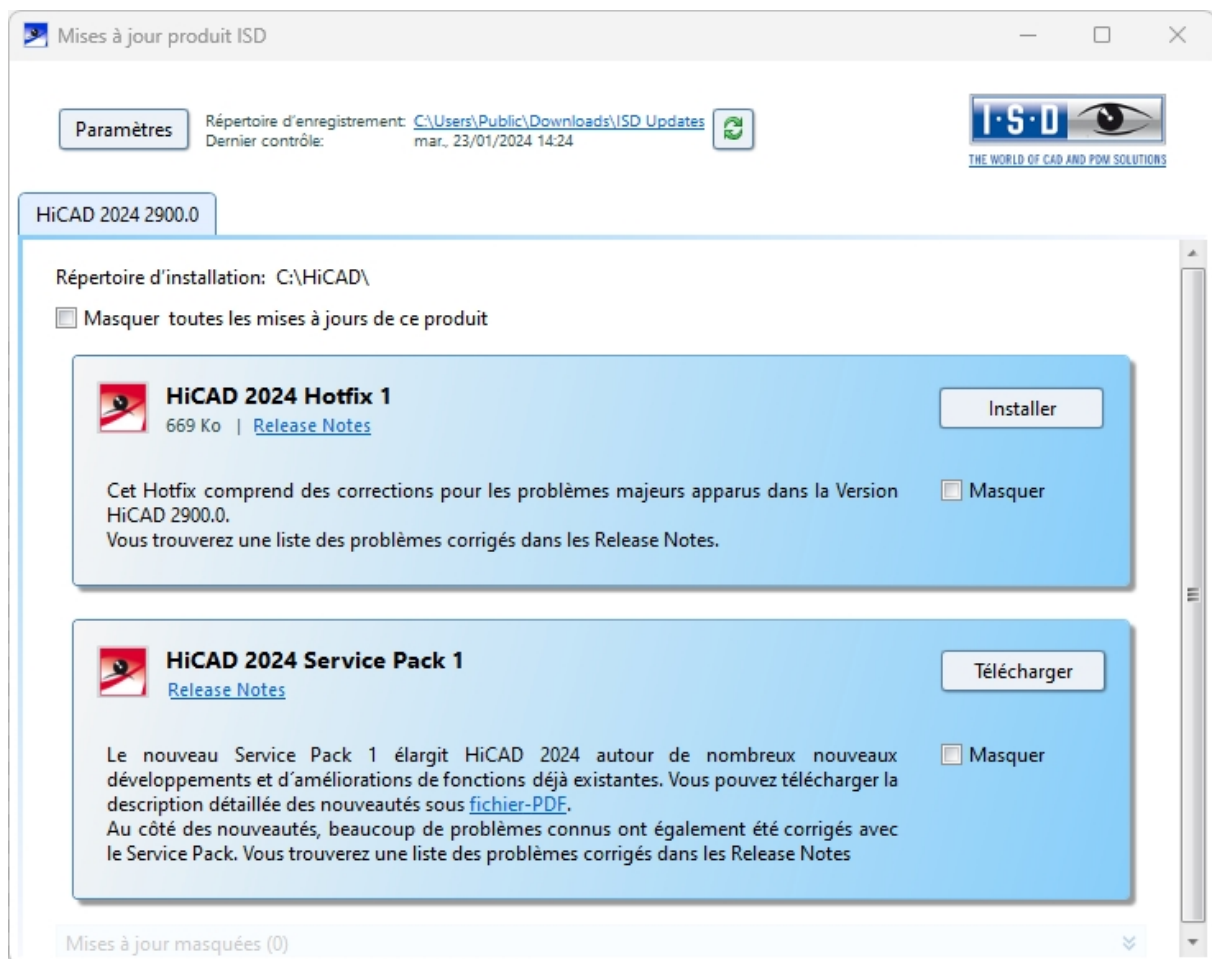 Mises à jour produit ISD
Paramètres
Répertoire d'enregistrement: C:\Users\Public\Downloads\ISD Updates
Dernier contrôle: mar., 23/01/2024 14:24
I·S·D
THE WORLD OF CAD AND PDM SOLUTIONS
HiCAD 2024 2900.0
Répertoire d'installation: C:\HiCAD\
Masquer toutes les mises à jours de ce produit
HiCAD 2024 Hotfix 1
Installer
669 Ko | Release Notes
Cet Hotfix comprend des corrections pour les problèmes majeurs apparus dans la Version
Masquer
HiCAD 2900.0.
Vous trouverez une liste des problèmes corrigés dans les Release Notes.
HiCAD 2024 Service Pack 1
Télécharger
Release Notes
Le nouveau Service Pack 1 élargit HiCAD 2024 autour de nombreux nouveaux
Masquer
développements et d´améliorations de fonctions déjà existantes. Vous pouvez télécharger la
description détaillée des nouveautés sous fichier-PDF.
Au côté des nouveautés, beaucoup de problèmes connus ont également été corrigés avec
le Service Pack. Vous trouverez une liste des problèmes corrigés dans les Release Notes
Mises à jour masquées (0)